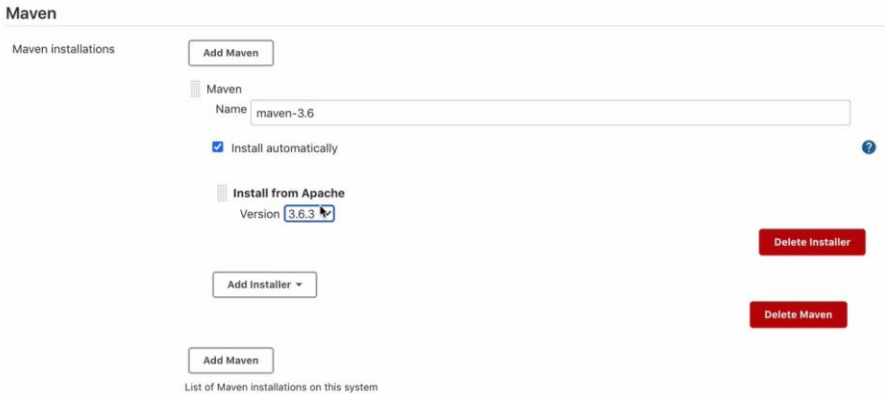 Maven
Maven installations
Add Maven
Maven
Name maven-3.6
Install automatically
?
Install from Apache
Version 3.6.3
Delete Installer
Add Installer
Delete Maven
Add Maven
List of Maven installations on this system